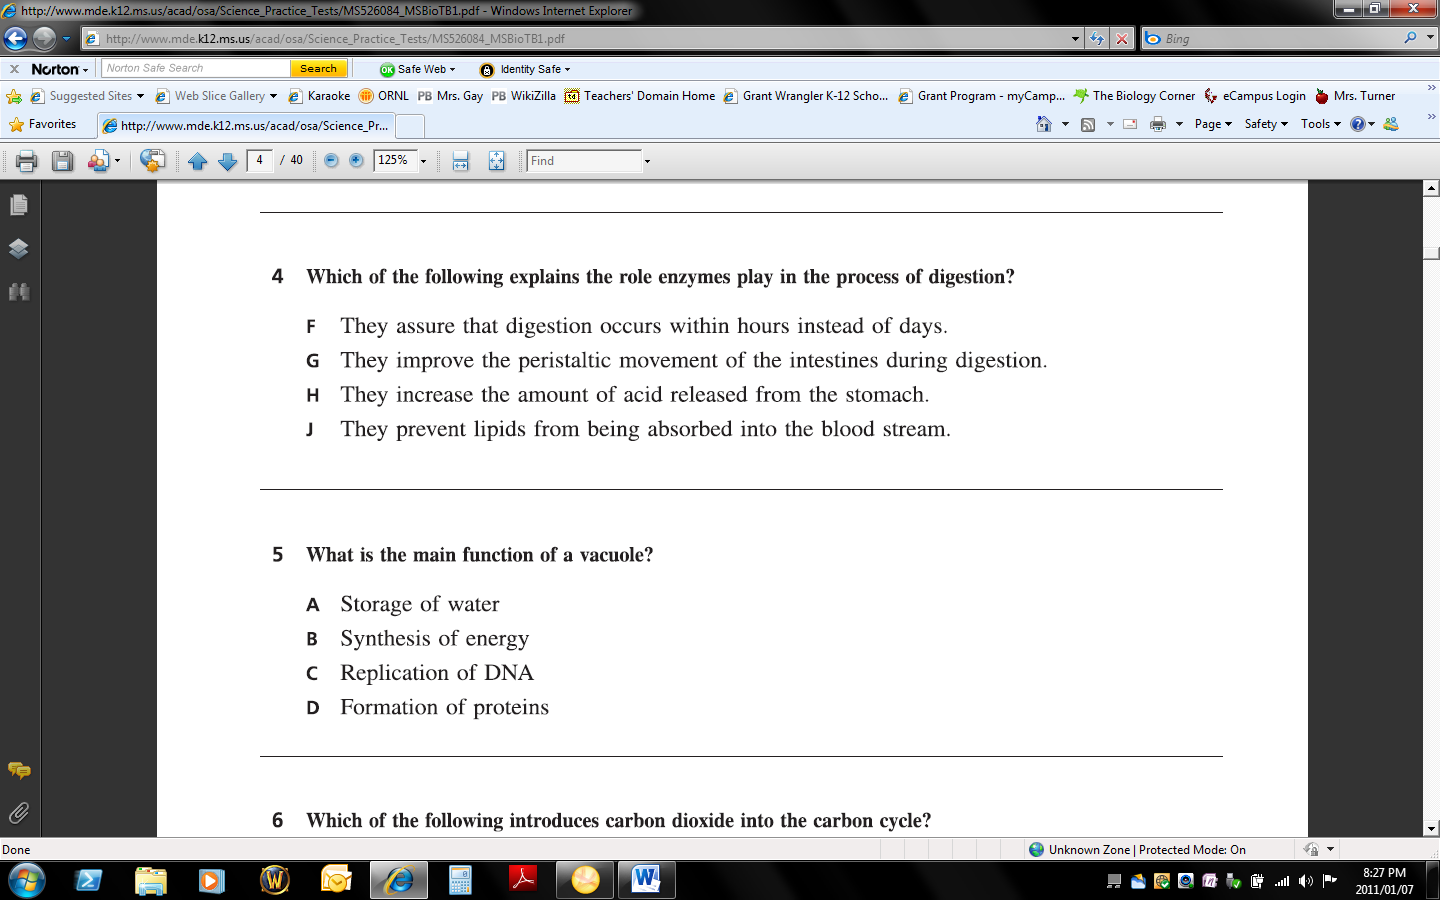 http://www.mde.k12.ms.us/acad/osa/Science_Practice_Tests/MS526084_MSBioTB1.pdf - Windows Internet Explorer
http://www.mde.k12.ms.us/acad/osa/Science_Practice_Tests/MS526084_MSBioTB1.pdf
Bing
x Norton Norton Safe Search Search OK Safe Web Identity Safe
Suggested Sites Web Slice Gallery Karaoke ORNL PB Mrs. Gay PB WikiZilla td Teachers' Domain Home Grant Wrangler K-12 Scho... Grant Program - myCamp... The Biology Corner eCampus Login Mrs. Turner
Favorites http://www.mde.k12.ms.us/acad/osa/Science_Pr... Page Safety Tools
4 / 40 125% Find
4 Which of the following explains the role enzymes play in the process of digestion?
F They assure that digestion occurs within hours instead of days.
G They improve the peristaltic movement of the intestines during digestion.
H They increase the amount of acid released from the stomach.
J They prevent lipids from being absorbed into the blood stream.
5 What is the main function of a vacuole?
A Storage of water
B Synthesis of energy
C Replication of DNA
D Formation of proteins
6 Which of the following introduces carbon dioxide into the carbon cycle?
Done Unknown Zone | Protected Mode: On
8:27 PM
2011/01/07